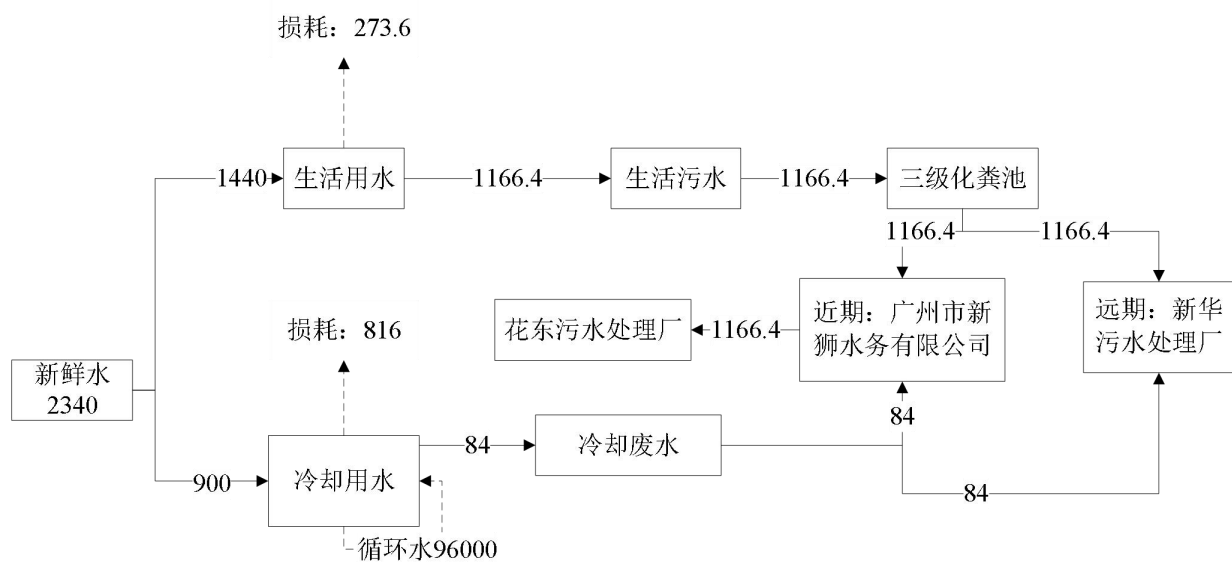 损耗：273.6
1440
生活用水
1166.4
生活污水
1166.4
三级化粪池
1166.4
1166.4
损耗：816
花东污水处理厂
1166.4
近期：广州市新
狮水务有限公司
远期：新华
污水处理厂
新鲜水
2340
900
冷却用水
84
冷却废水
84
84
循环水96000